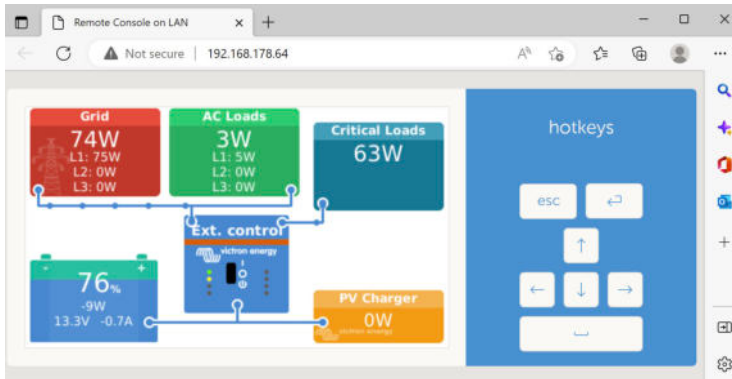 Remote Console on LAN
Not secure
192.168.178.64
Grid
74W
L1: 75W
L2: 0W
L3: 0W
AC Loads
3W
L1: 5W
L2: 0W
L3: 0W
Critical Loads
63W
Ext. control
victron energy
76%
-9W
13.3V -0.7A
PV Charger
0W
victron energy
hotkeys
esc